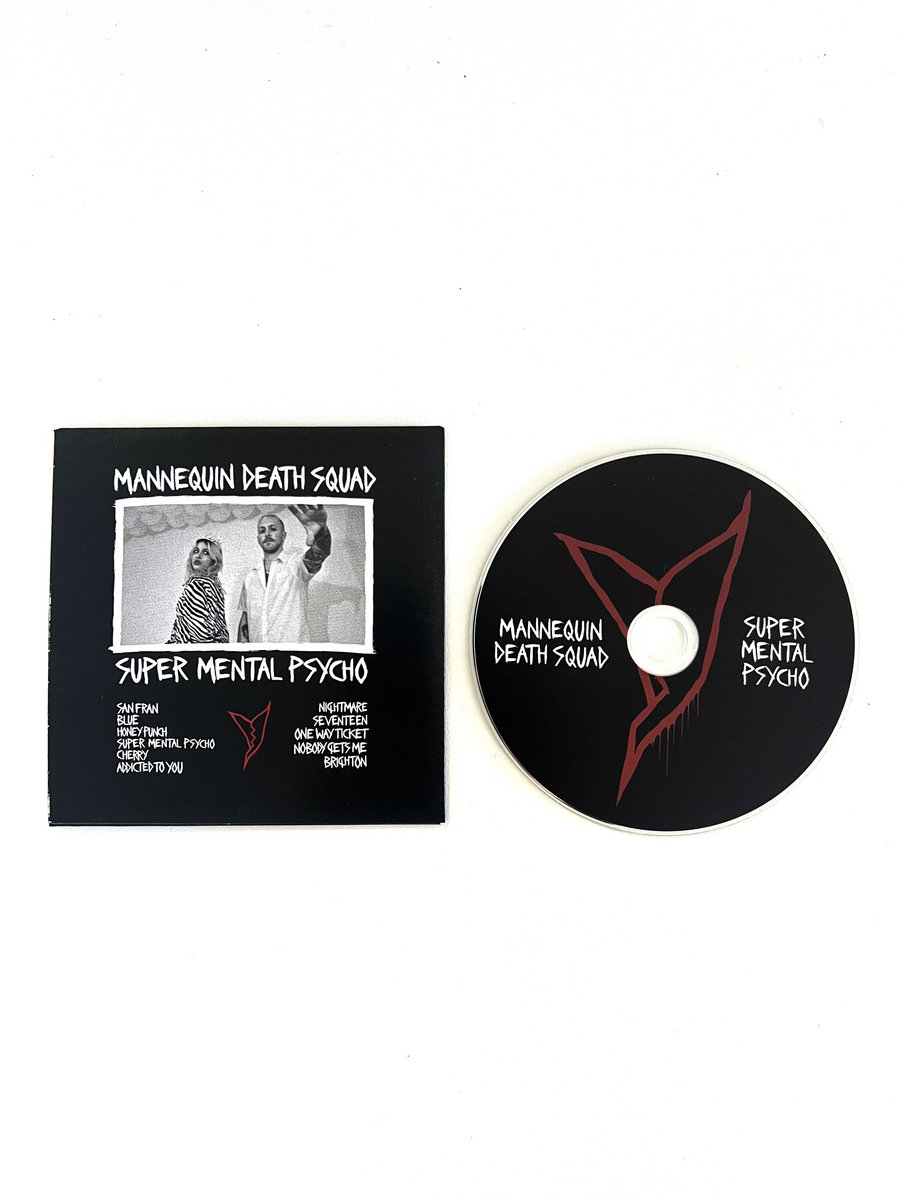 MANNEQUIN DEATH SQUAD
SUPER MENTAL PSYCHO
SAN FRAN
BLUE
HONEY PUNCH
SUPER MENTAL PSYCHO
CHERRY
ADDICTED TO YOU
NIGHTMARE
SEVENTEEN
ONE WAY TICKET
NOBODY GETS ME
BRIGHTON
MANNEQUIN
DEATH SQUAD
SUPER
MENTAL
PSYCHO